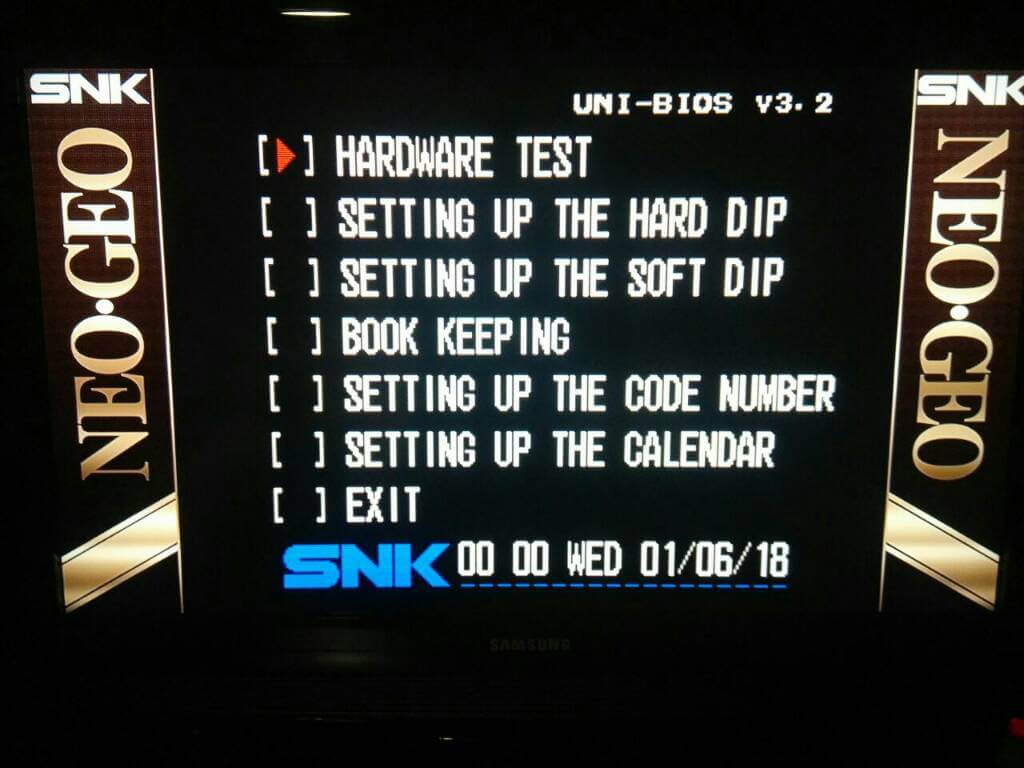 SNK
NEO•GEO
UNI-BIOS v3.2
[▶] HARDWARE TEST
[ ] SETTING UP THE HARD DIP
[ ] SETTING UP THE SOFT DIP
[ ] BOOK KEEPING
[ ] SETTING UP THE CODE NUMBER
[ ] SETTING UP THE CALENDAR
[ ] EXIT
SNK 00 00 WED 01/06/18
SNK
NEO•GEO
SAMSUNG